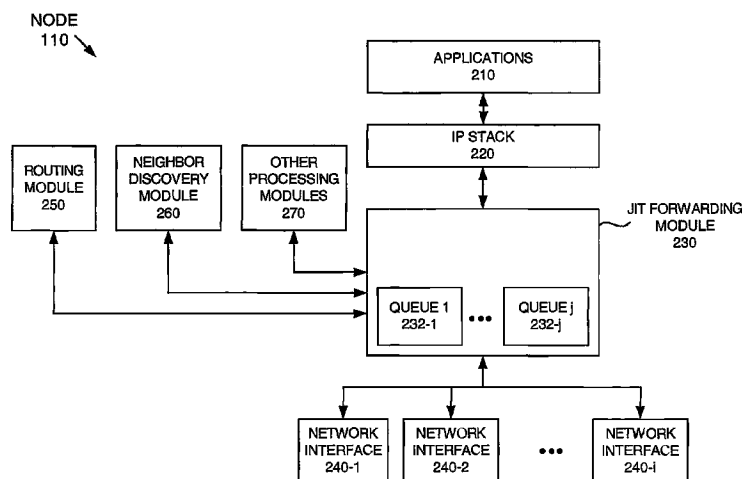 NODE
110
APPLICATIONS
210
IP STACK
220
ROUTING
MODULE
250
NEIGHBOR
DISCOVERY
MODULE
260
OTHER
PROCESSING
MODULES
270
JIT FORWARDING
MODULE
230
QUEUE 1
232-1
QUEUE j
232-j
NETWORK
INTERFACE
240-1
NETWORK
INTERFACE
240-2
NETWORK
INTERFACE
240-i